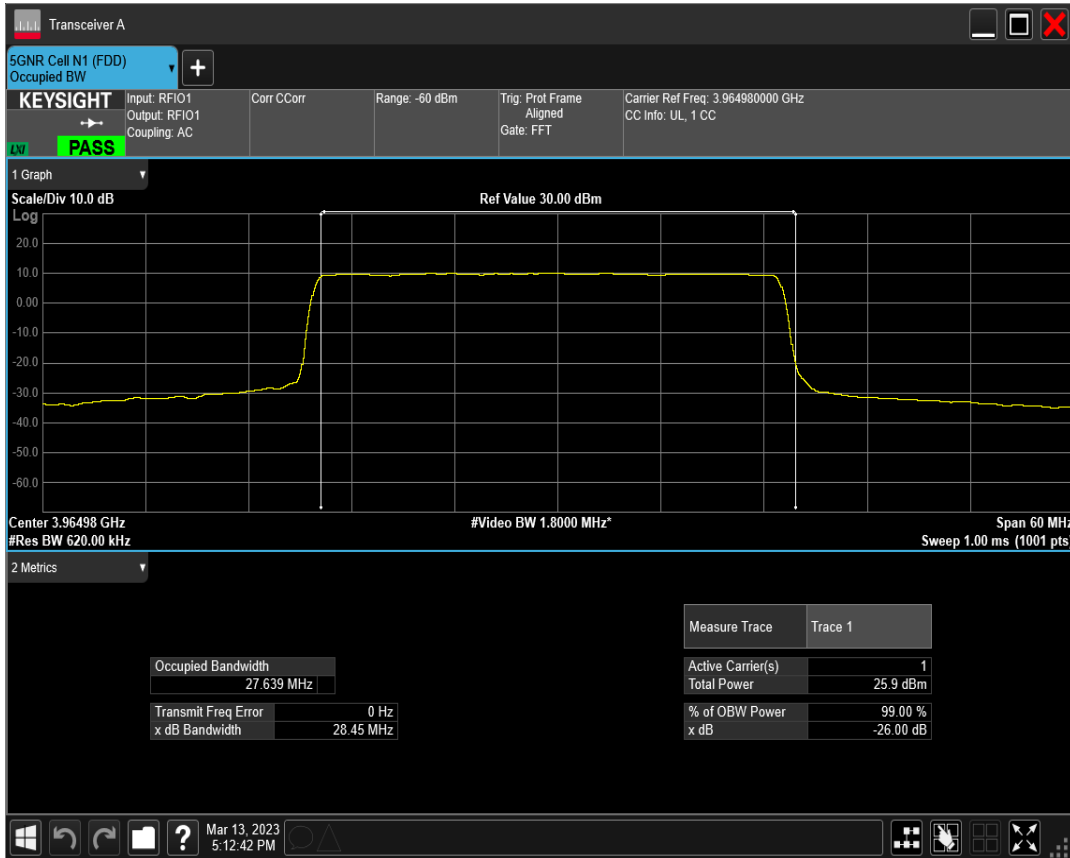 Transceiver A
5GNR Cell N1 (FDD)
Occupied BW
+
KEYSIGHT
LXI
PASS
Input: RFIO1
Output: RFIO1
Coupling: AC
Corr CCorr
Range: -60 dBm
Trig: Prot Frame
Aligned
Gate: FFT
Carrier Ref Freq: 3.964980000 GHz
CC Info: UL, 1 CC
1 Graph
Scale/Div 10.0 dB
Ref Value 30.00 dBm
Log
20.0
10.0
0.00
-10.0
-20.0
-30.0
-40.0
-50.0
-60.0
Center 3.96498 GHz
#Video BW 1.8000 MHz*
Span 60 MHz
#Res BW 620.00 kHz
Sweep 1.00 ms (1001 pts)
2 Metrics
Measure Trace Trace 1
Occupied Bandwidth
27.639 MHz
Active Carrier(s) 1
Total Power 25.9 dBm
Transmit Freq Error 0 Hz
x dB Bandwidth 28.45 MHz
% of OBW Power 99.00 %
x dB -26.00 dB
?
Mar 13, 2023
5:12:42 PM